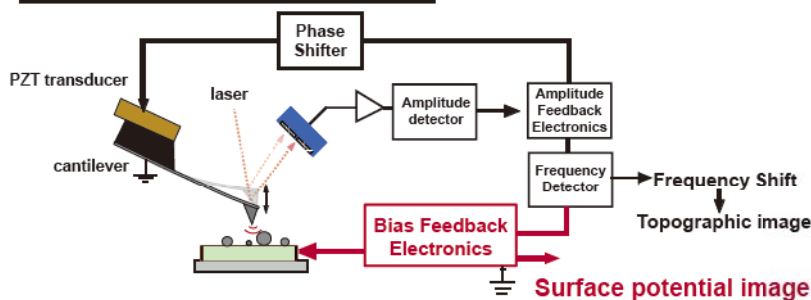 Phase
Shifter
PZT transducer
laser
Amplitude
detector
Amplitude
Feedback
Electronics
cantilever
Frequency
Detector
Frequency Shift
Topographic image
Bias Feedback
Electronics
Surface potential image